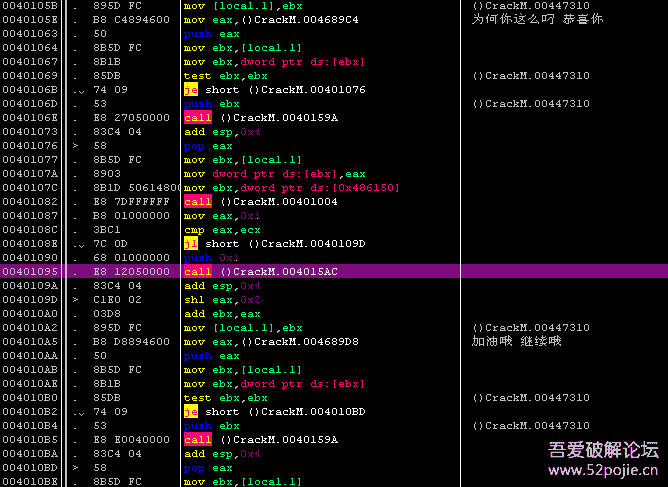 0040105B . 895D FC mov [local.1],ebx ()CrackM.00447310
0040105E . B8 C4894600 mov eax,()CrackM.004689C4 为何你这么叼 恭喜你
00401063 . 50 push eax
00401064 . 8B5D FC mov ebx,[local.1]
00401067 . 8B1B mov ebx,dword ptr ds:[ebx]
00401069 . 85DB test ebx,ebx ()CrackM.00447310
0040106B . 74 09 je short ()CrackM.00401076
0040106D . 53 push ebx ()CrackM.00447310
0040106E . E8 27050000 call ()CrackM.0040159A
00401073 . 83C4 04 add esp,0x4
00401076 > 58 pop eax
00401077 . 8B5D FC mov ebx,[local.1]
0040107A . 8903 mov dword ptr ds:[ebx],eax
0040107C . 8B1D 50614800 mov ebx,dword ptr ds:[0x486150]
00401082 . E8 7DFFFFFF call ()CrackM.00401004
00401087 . B8 01000000 mov eax,0x1
0040108C . 3BC1 cmp eax,ecx
0040108E . 7C 0D jl short ()CrackM.0040109D
00401090 . 68 01000000 push 0x1
00401095 . E8 12050000 call ()CrackM.004015AC
0040109A . 83C4 04 add esp,0x4
0040109D > C1E0 02 shl eax,0x2
004010A0 . 03D8 add ebx,eax
004010A2 . 895D FC mov [local.1],ebx ()CrackM.00447310
004010A5 . B8 D8894600 mov eax,()CrackM.004689D8 加油哦 继续哦
004010AA . 50 push eax
004010AB . 8B5D FC mov ebx,[local.1]
004010AE . 8B1B mov ebx,dword ptr ds:[ebx]
004010B0 . 85DB test ebx,ebx ()CrackM.00447310
004010B2 . 74 09 je short ()CrackM.004010BD
004010B4 . 53 push ebx ()CrackM.00447310
004010B5 . E8 E0040000 call ()CrackM.0040159A
004010BA . 83C4 04 add esp,0x4
004010BD > 58 pop eax
004010BE . 8B5D FC mov ebx,[local.1]
吾爱破解论坛
www.52pojie.cn